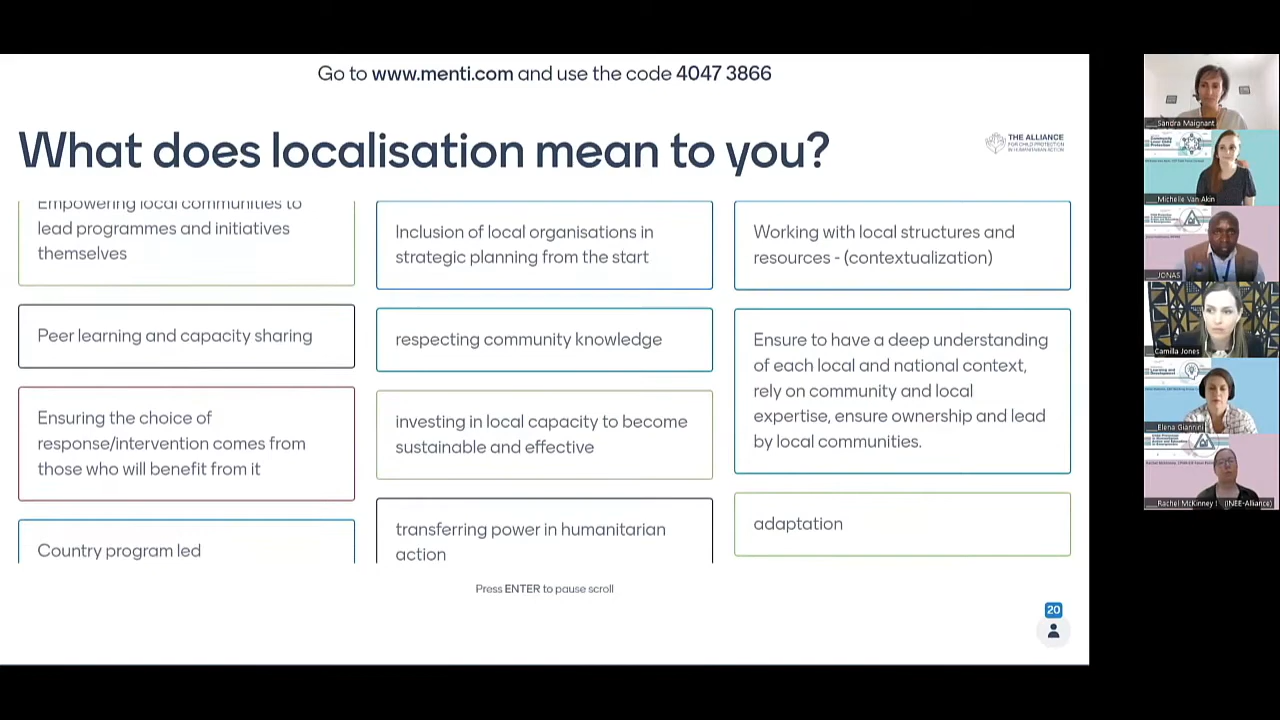 Go to www.menti.com and use the code 4047 3866
What does localisation mean to you?
THE ALLIANCE
FOR CHILD PROTECTION
IN HUMANITARIAN ACTION
Empowering local communities to
lead programmes and initiatives
themselves
Peer learning and capacity sharing
Ensuring the choice of
response/intervention comes from
those who will benefit from it
Country program led
Inclusion of local organisations in
strategic planning from the start
respecting community knowledge
investing in local capacity to become
sustainable and effective
transferring power in humanitarian
action
Working with local structures and
resources - (contextualization)
Ensure to have a deep understanding
of each local and national context,
rely on community and local
expertise, ensure ownership and lead
by local communities.
adaptation
Press ENTER to pause scroll
20
Sandra Maignant
Michelle Van Akin
JONAS
Camilla Jones
Elena Giannini
Rachel McKinney (INEE-Alliance)